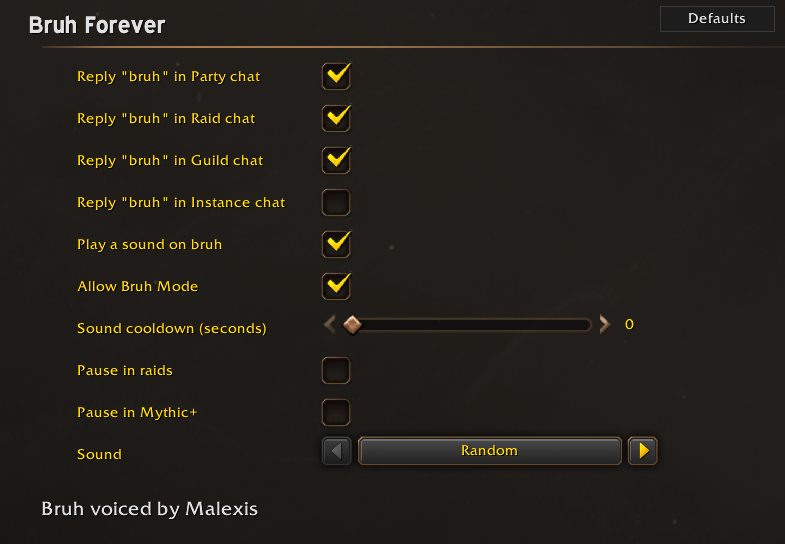 Bruh Forever
Defaults
Reply "bruh" in Party chat
Reply "bruh" in Raid chat
Reply "bruh" in Guild chat
Reply "bruh" in Instance chat
Play a sound on bruh
Allow Bruh Mode
Sound cooldown (seconds) 0
Pause in raids
Pause in Mythic+
Sound Random
Bruh voiced by Malexis